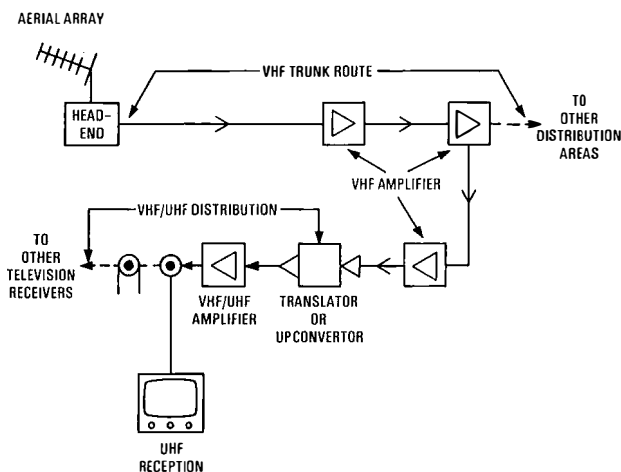 AERIAL ARRAY
VHF TRUNK ROUTE
HEAD-
END
TO
OTHER
DISTRIBUTION
AREAS
VHF AMPLIFIER
VHF/UHF DISTRIBUTION
TO
OTHER
TELEVISION
RECEIVERS
VHF/UHF
AMPLIFIER
TRANSLATOR
OR
UPCONVERTOR
UHF
RECEPTION